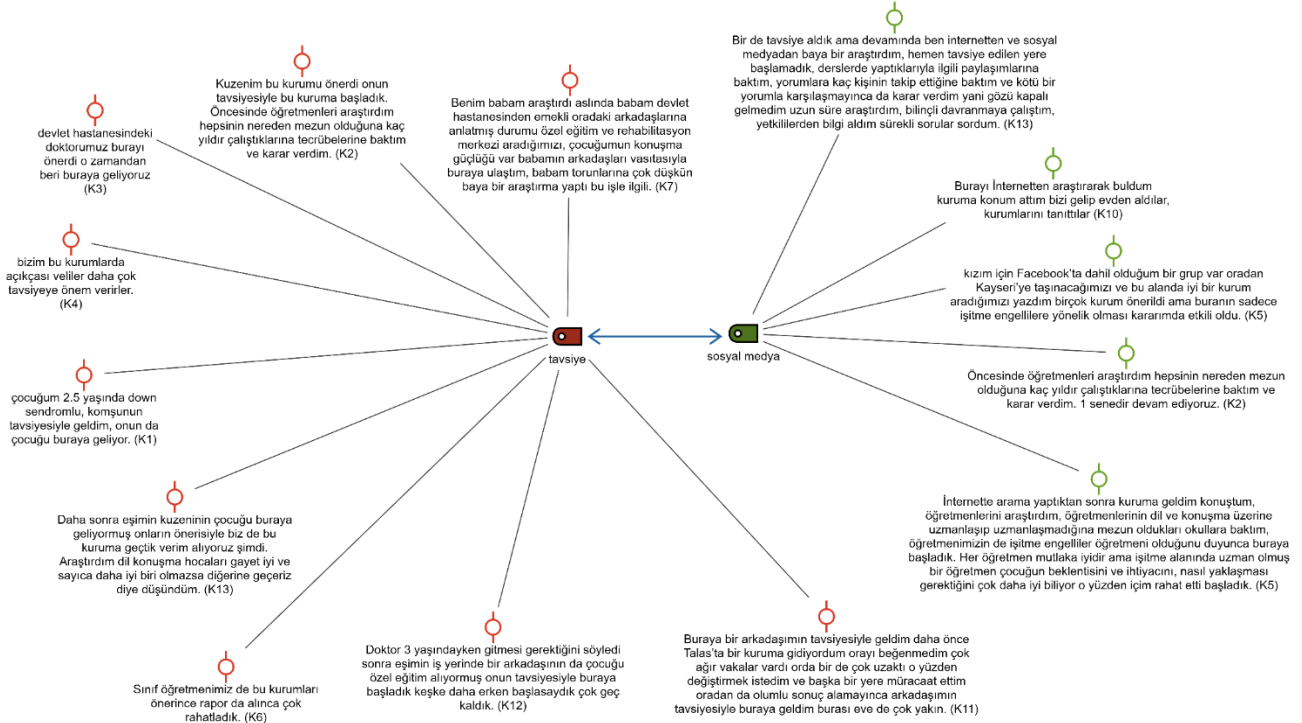 Bir de tavsiye aldık ama devamında ben internetten ve sosyal
medyadan baya bir araştırdım, hemen tavsiye edilen yere
başlamadık, derslerde yaptıklarıyla ilgili paylaşımlarına
baktım, yorumlara kaç kişinin takip ettiğine baktım ve kötü bir
yorumla karşılaşmayınca da karar verdim yani gözü kapalı
gelmedim uzun süre araştırdım, bilinçli davranmaya çalıştım,
yetkililerden bilgi aldım sürekli sorular sordum. (K13)
Kuzenim bu kurumu önerdi onun
tavsiyesiyle bu kuruma başladık.
Öncesinde öğretmenleri araştırdım
hepsinin nereden mezun olduğuna kaç
yıldır çalıştıklarına tecrübelerine baktım
ve karar verdim. (K2)
Benim babam araştırdı aslında babam devlet
hastanesinden emekli oradaki arkadaşlarına
anlatmış durumu özel eğitim ve rehabilitasyon
merkezi aradığımızı, çocuğumun konuşma
güçlüğü var babamın arkadaşları vasıtasıyla
buraya ulaştım, babam torunlarına çok düşkün
baya bir araştırma yaptı bu işle ilgili. (K7)
devlet hastanesindeki
doktorumuz burayı
önerdi o zamandan
beri buraya geliyoruz
(K3)
Burayı İnternetten araştırarak buldum
kuruma konum attım bizi gelip evden aldılar,
kurumlarını tanıttılar (K10)
bizim bu kurumlarda
açıkçası veliler daha çok
tavsiyeye önem verirler.
(K4)
kızım için Facebook'ta dahil olduğum bir grup var oradan
Kayseri'ye taşınacağımızı ve bu alanda iyi bir kurum
aradığımızı yazdım birçok kurum önerildi ama buranın sadece
işitme engellilere yönelik olması kararımda etkili oldu. (K5)
tavsiye
sosyal medya
çocuğum 2.5 yaşında down
sendromlu, komşunun
tavsiyesiyle geldim, onun da
çocuğu buraya geliyor. (K1)
Öncesinde öğretmenleri araştırdım hepsinin nereden mezun
olduğuna kaç yıldır çalıştıklarına tecrübelerine baktım ve
karar verdim. 1 senedir devam ediyoruz. (K2)
Daha sonra eşimin kuzeninin çocuğu buraya
geliyormuş onların önerisiyle biz de bu
kuruma geçtik verim alıyoruz şimdi.
Araştırdım dil konuşma hocaları gayet iyi ve
sayıca daha iyi biri olmazsa diğerine geçeriz
diye düşündüm. (K13)
İnternette arama yaptıktan sonra kuruma geldim konuştum,
öğretmenlerini araştırdım, öğretmenlerinin dil ve konuşma üzerine
uzmanlaşıp uzmanlaşmadığına mezun oldukları okullara baktım,
öğretmenimizin de işitme engelliler öğretmeni olduğunu duyunca buraya
başladık. Her öğretmen mutlaka iyidir ama işitme alanında uzman olmuş
bir öğretmen çocuğun beklentisini ve ihtiyacını, nasıl yaklaşması
gerektiğini çok daha iyi biliyor o yüzden içim rahat etti başladık. (K5)
Sınıf öğretmenimiz de bu kurumları
önerince rapor da alınca çok
rahatladık. (K6)
Doktor 3 yaşındayken gitmesi gerektiğini söyledi
sonra eşimin iş yerinde bir arkadaşının da çocuğu
özel eğitim alıyormuş onun tavsiyesiyle buraya
başladık keşke daha erken başlasaydık çok geç
kaldık. (K12)
Buraya bir arkadaşımın tavsiyesiyle geldim daha önce
Talas'ta bir kuruma gidiyordum orayı beğenmedim çok
ağır vakalar vardı orda bir de çok uzaktı o yüzden
değiştirmek istedim ve başka bir yere müracaat ettim
oradan da olumlu sonuç alamayınca arkadaşımın
tavsiyesiyle buraya geldim burası eve de çok yakın. (K11)